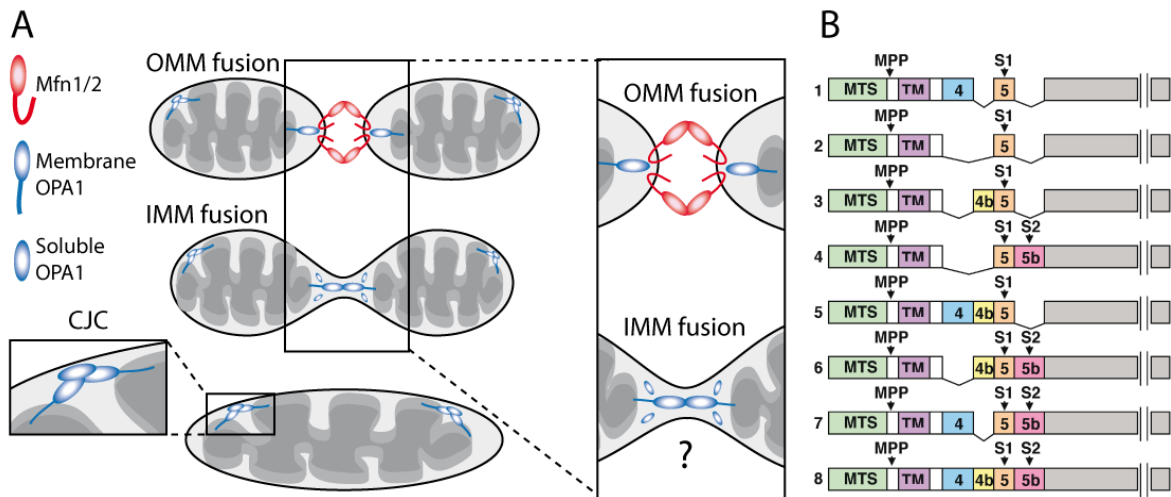 A
Mfn1/2
Membrane
OPA1
Soluble
OPA1
OMM fusion
IMM fusion
CJC
OMM fusion
IMM fusion
?
B
MPP S1
1 MTS TM 4 5
MPP S1
2 MTS TM 5
MPP S1
3 MTS TM 4b 5
MPP S1 S2
4 MTS TM 5 5b
MPP S1
5 MTS TM 4 4b 5
MPP S1 S2
6 MTS TM 4b 5 5b
MPP S1 S2
7 MTS TM 4 5 5b
MPP S1 S2
8 MTS TM 4 4b 5 5b